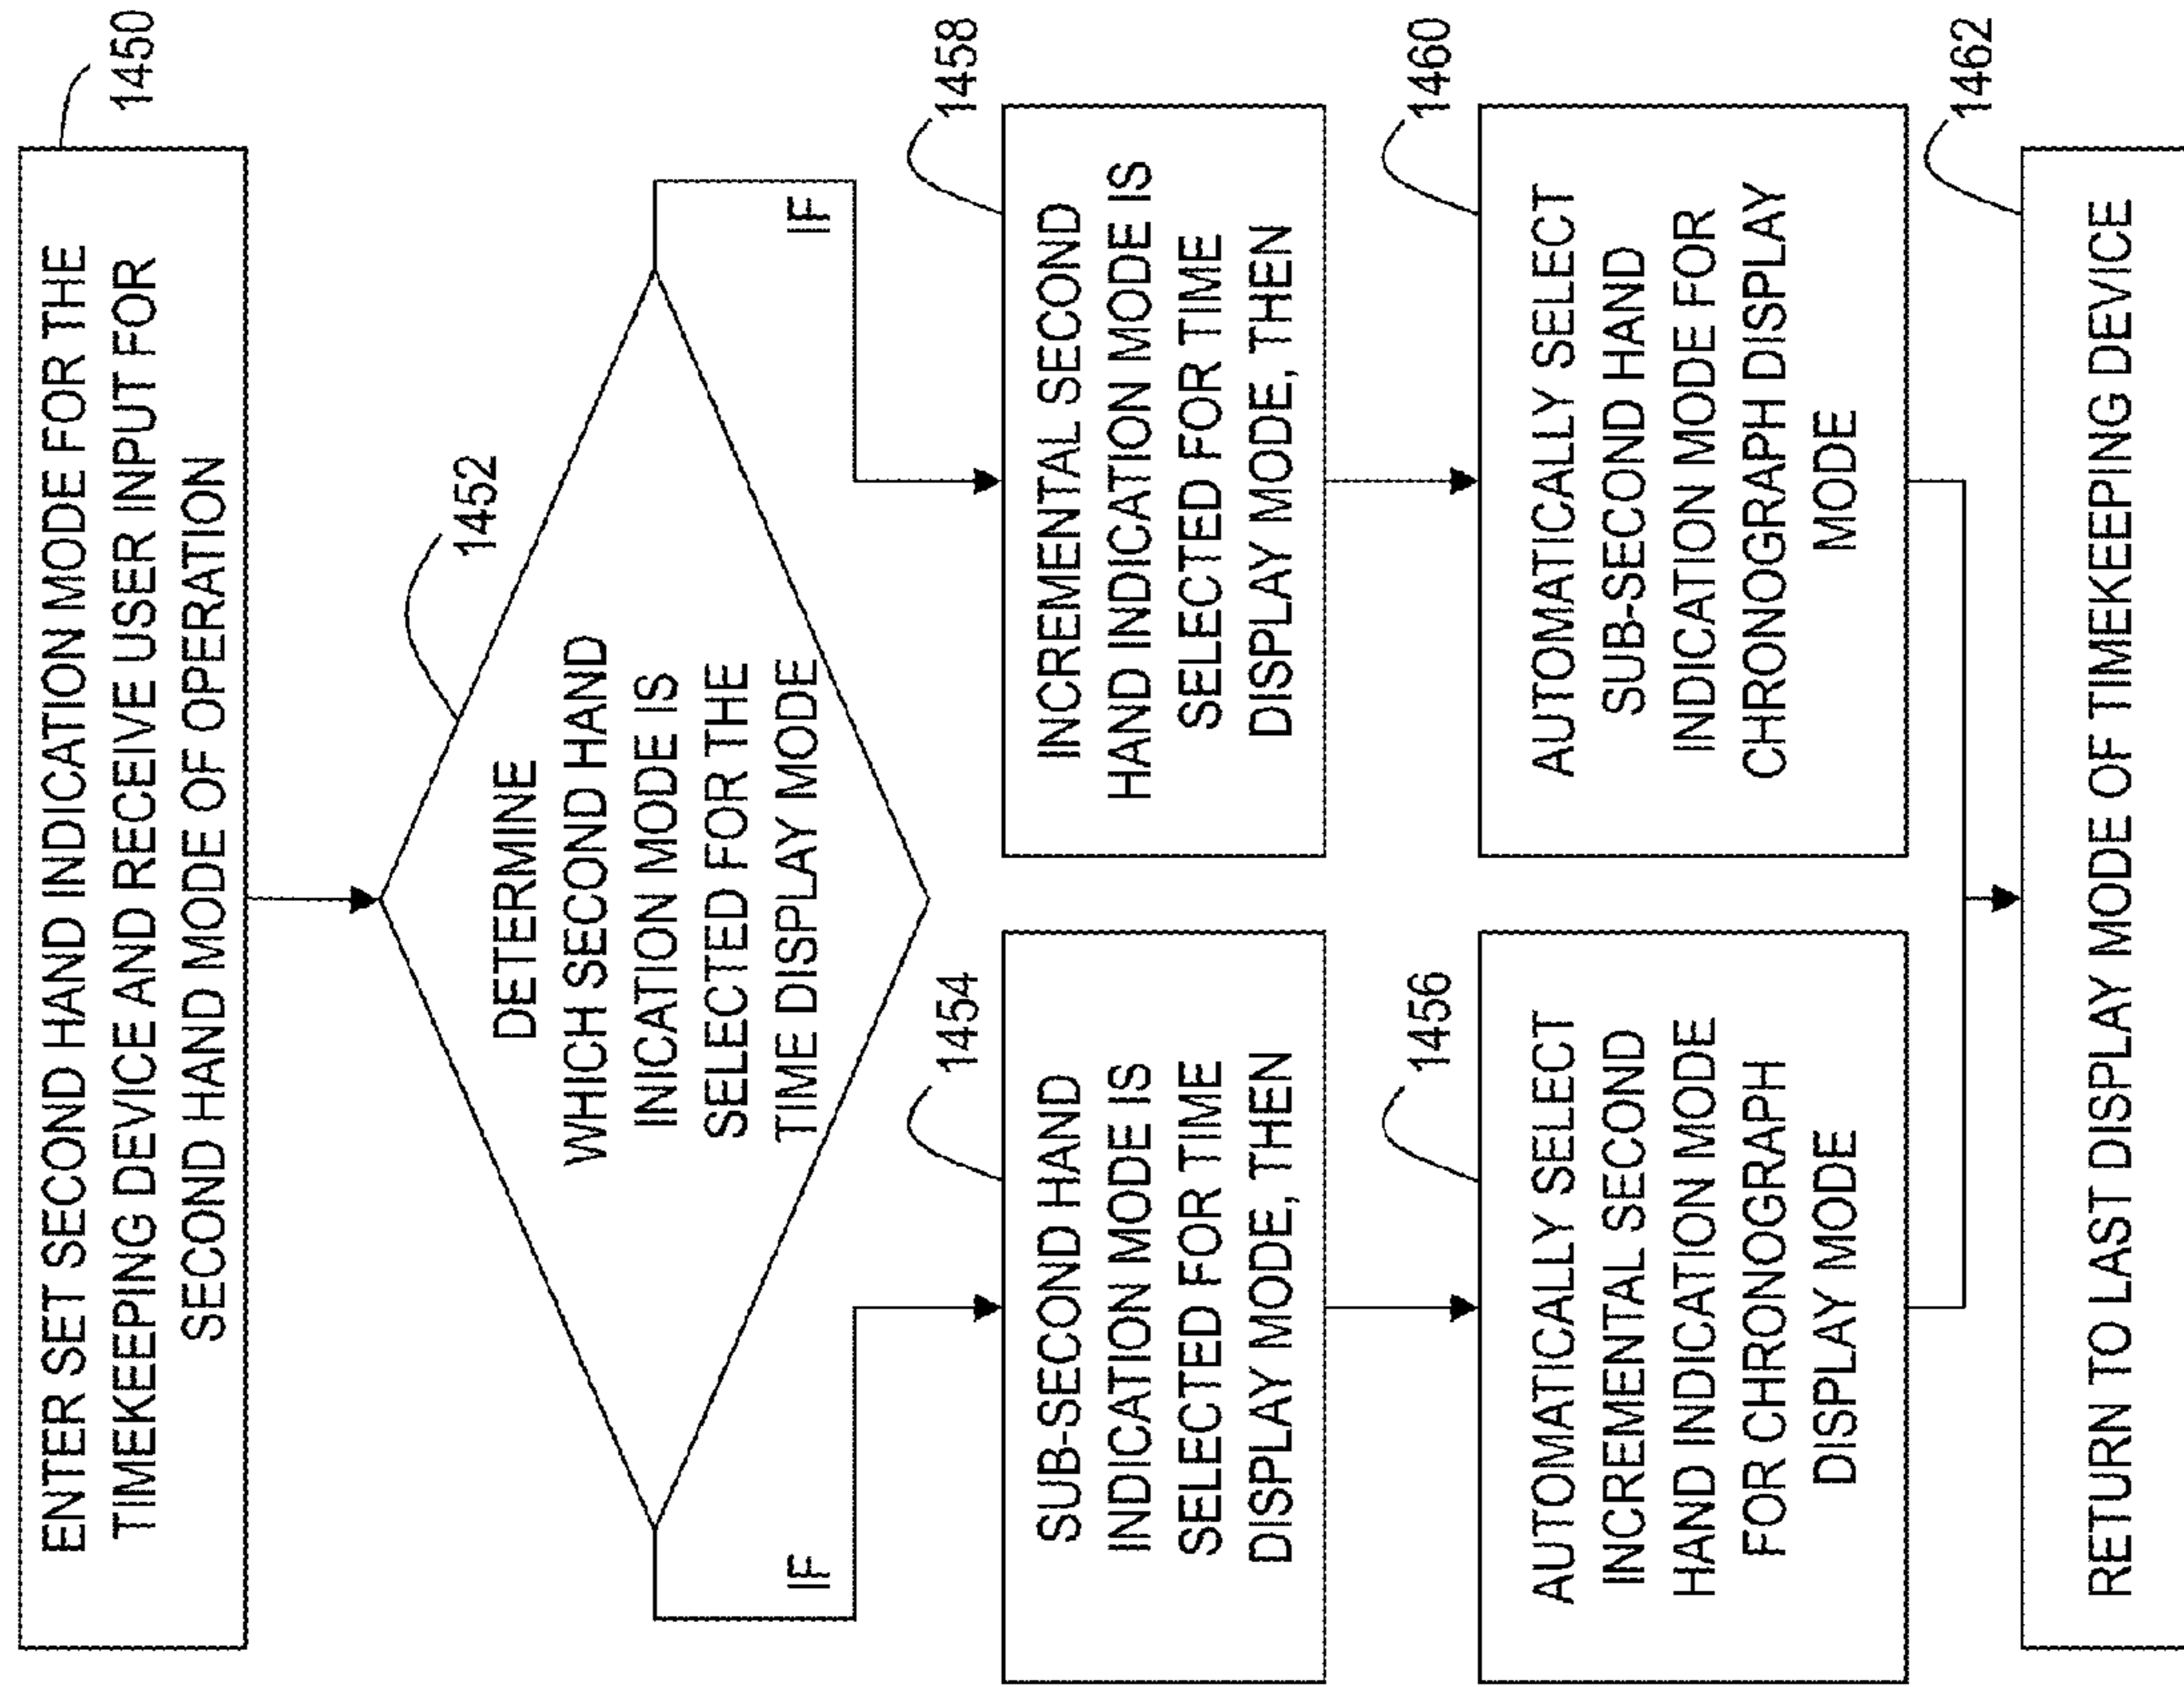 ENTER SET SECOND HAND INDICATION MODE FOR THE
TIMEKEEPING DEVICE AND RECEIVE USER INPUT FOR
SECOND HAND MODE OF OPERATION
1450
DETERMINE
WHICH SECOND HAND
INICATION MODE IS
SELECTED FOR THE
TIME DISPLAY MODE
1452
IF
IF
SUB-SECOND HAND
INDICATION MODE IS
SELECTED FOR TIME
DISPLAY MODE, THEN
1454
INCREMENTAL SECOND
HAND INDICATION MODE IS
SELECTED FOR TIME
DISPLAY MODE, THEN
1458
AUTOMATICALLY SELECT
INCREMENTAL SECOND
HAND INDICATION MODE
FOR CHRONOGRAPH
DISPLAY MODE
1456
AUTOMATICALLY SELECT
SUB-SECOND HAND
INDICATION MODE FOR
CHRONOGRAPH DISPLAY
MODE
1460
RETURN TO LAST DISPLAY MODE OF TIMEKEEPING DEVICE
1462